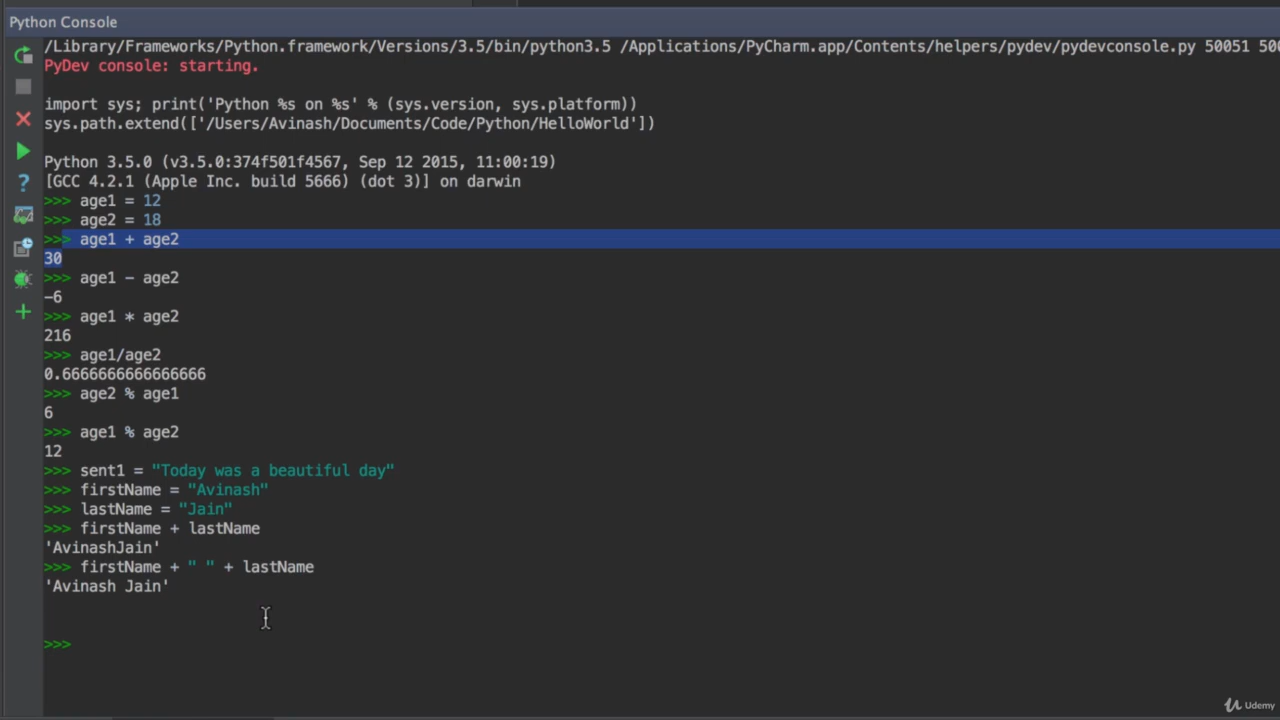 Python Console
/Library/Frameworks/Python.framework/Versions/3.5/bin/python3.5 /Applications/PyCharm.app/Contents/helpers/pydev/pydevconsole.py 50051 500
PyDev console: starting.
import sys; print('Python %s on %s' % (sys.version, sys.platform))
sys.path.extend(['/Users/Avinash/Documents/Code/Python/HelloWorld'])
Python 3.5.0 (v3.5.0:374f501f4567, Sep 12 2015, 11:00:19)
[GCC 4.2.1 (Apple Inc. build 5666) (dot 3)] on darwin
>>> age1 = 12
>>> age2 = 18
>>> age1 + age2
30
>>> age1 - age2
-6
>>> age1 * age2
216
>>> age1/age2
0.6666666666666666
>>> age2 % age1
6
>>> age1 % age2
12
>>> sent1 = "Today was a beautiful day"
>>> firstName = "Avinash"
>>> lastName = "Jain"
>>> firstName + lastName
'AvinashJain'
>>> firstName + " " + lastName
'Avinash Jain'
>>>
Udemy